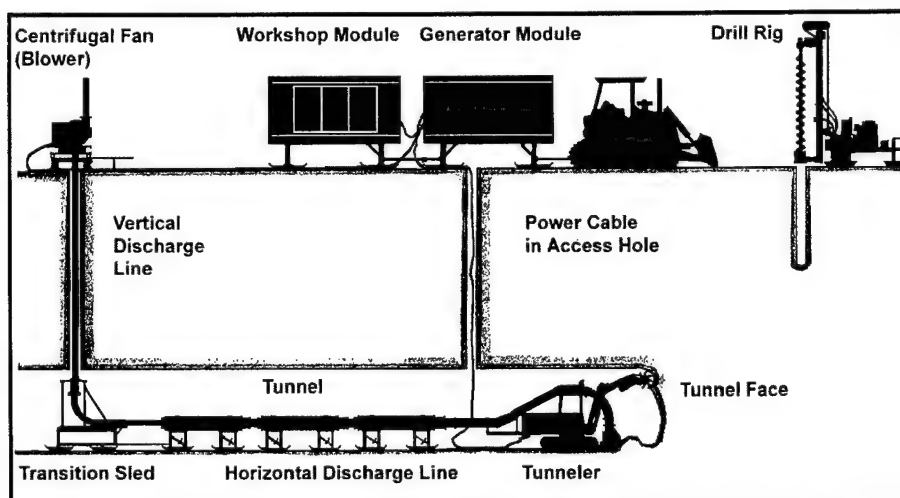 Centrifugal Fan
(Blower)
Workshop Module
Generator Module
Drill Rig
Vertical
Discharge
Line
Power Cable
in Access Hole
Tunnel
Tunnel Face
Transition Sled
Horizontal Discharge Line
Tunneler